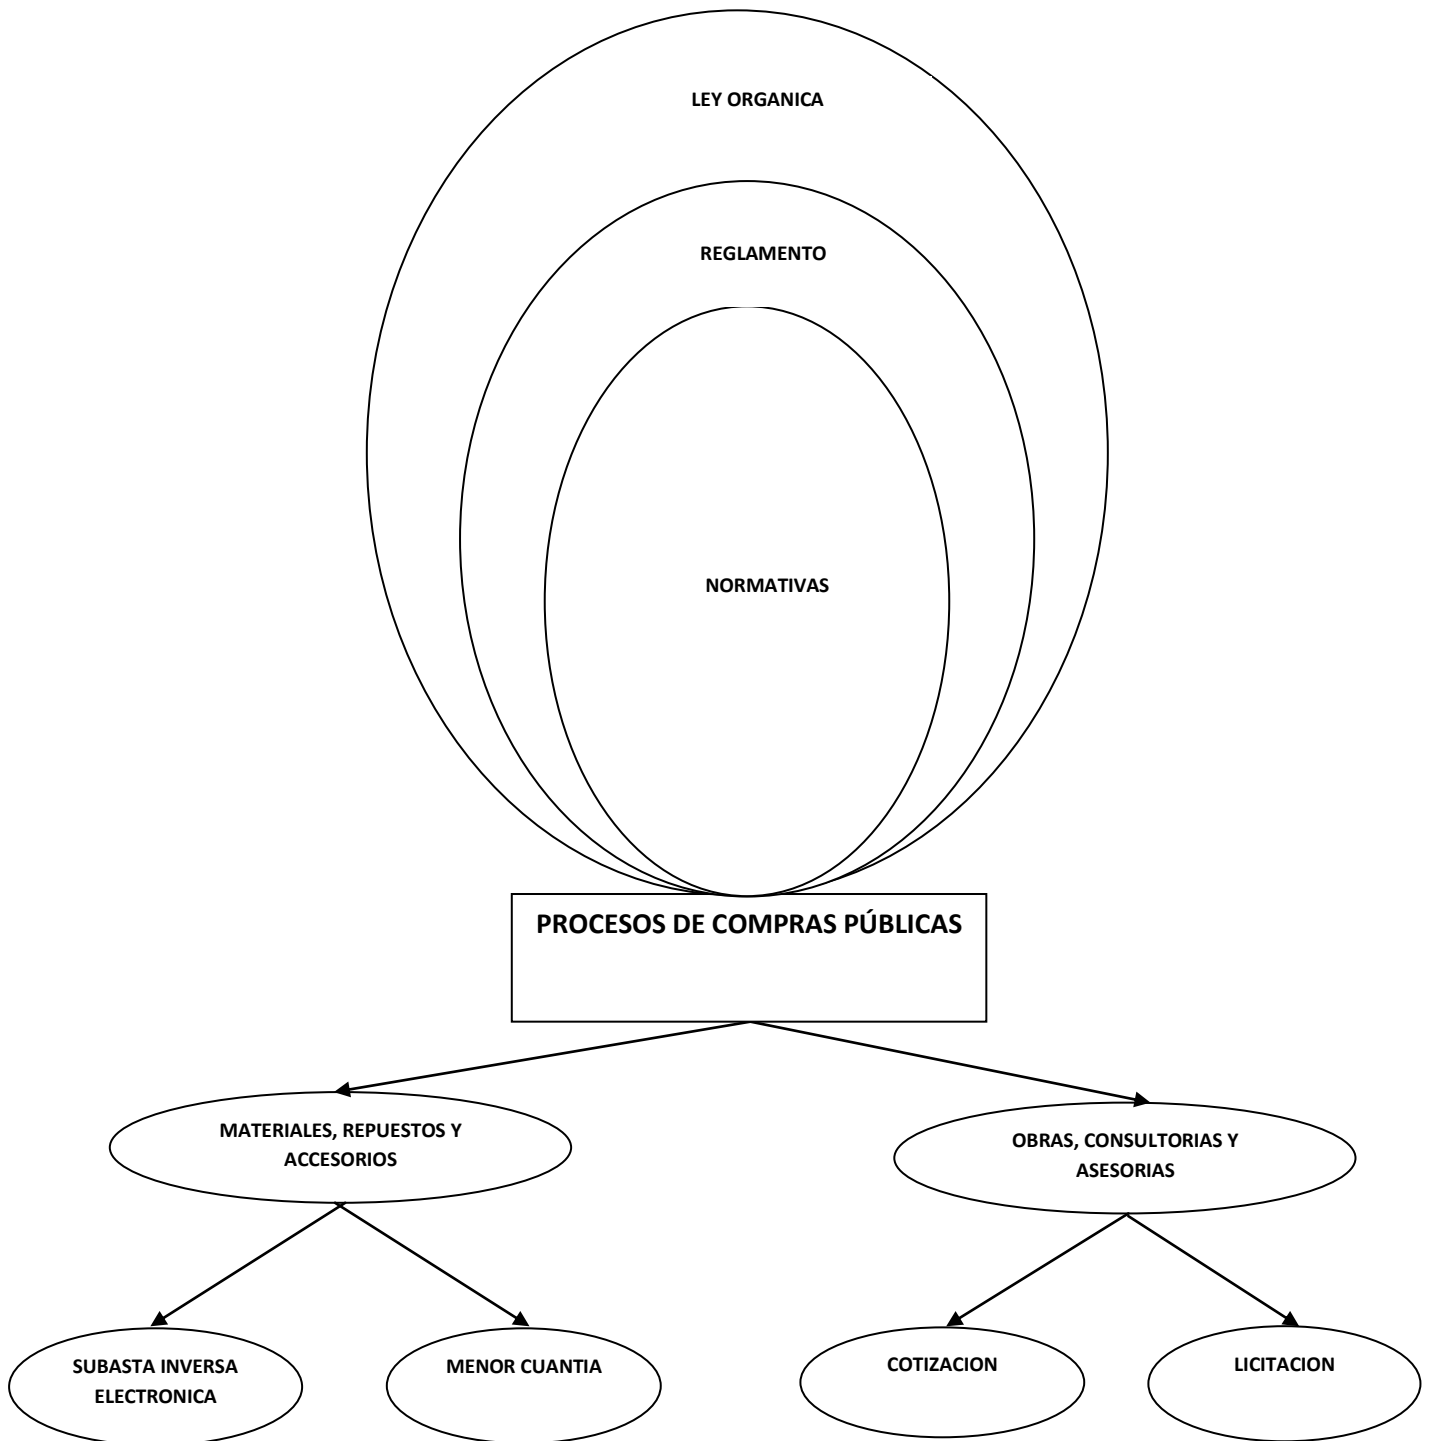 LEY ORGANICA
REGLAMENTO
NORMATIVAS
PROCESOS DE COMPRAS PÚBLICAS
MATERIALES, REPUESTOS Y
ACCESORIOS
OBRAS, CONSULTORIAS Y
ASESORIAS
SUBASTA INVERSA
ELECTRONICA
MENOR CUANTIA
COTIZACION
LICITACION